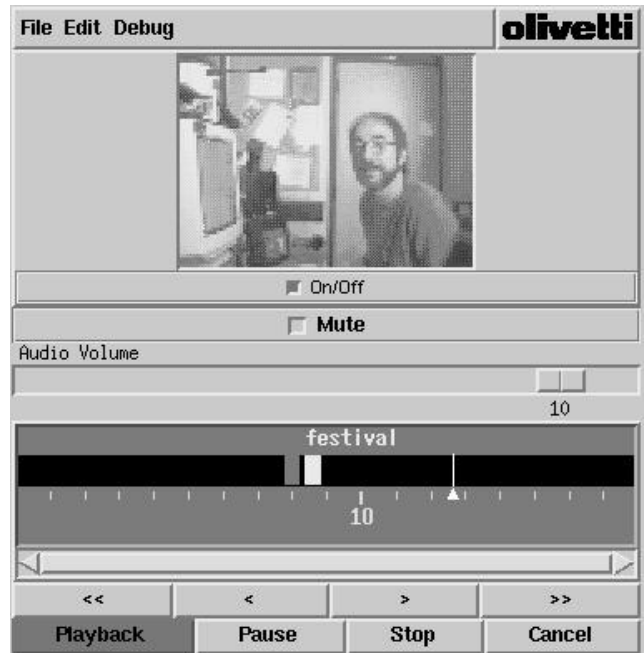 File Edit Debug
olivetti
On/Off
Mute
Audio Volume
10
festival
10
<< < > >>
Playback Pause Stop Cancel